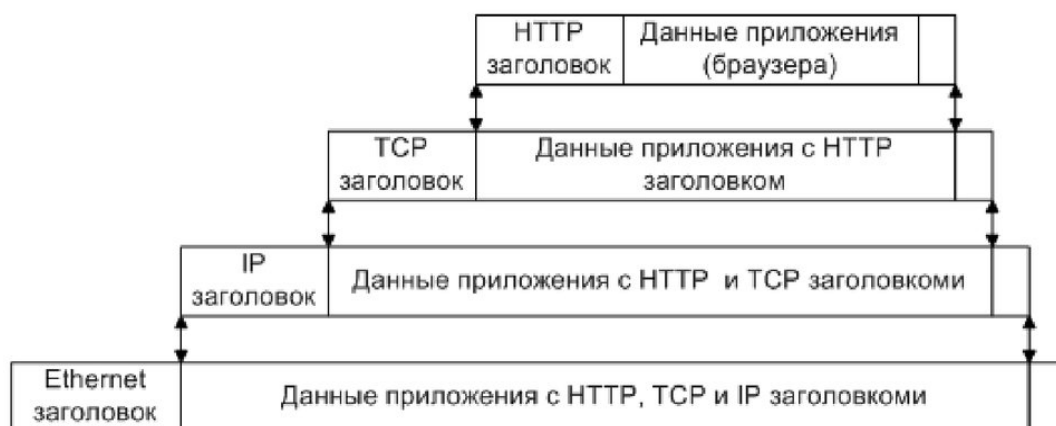 HTTP заголовок
Данные приложения (браузера)
TCP заголовок
Данные приложения с HTTP заголовком
IP заголовок
Данные приложения с HTTP и TCP заголовкоми
Ethernet заголовок
Данные приложения с HTTP, TCP и IP заголовкоми